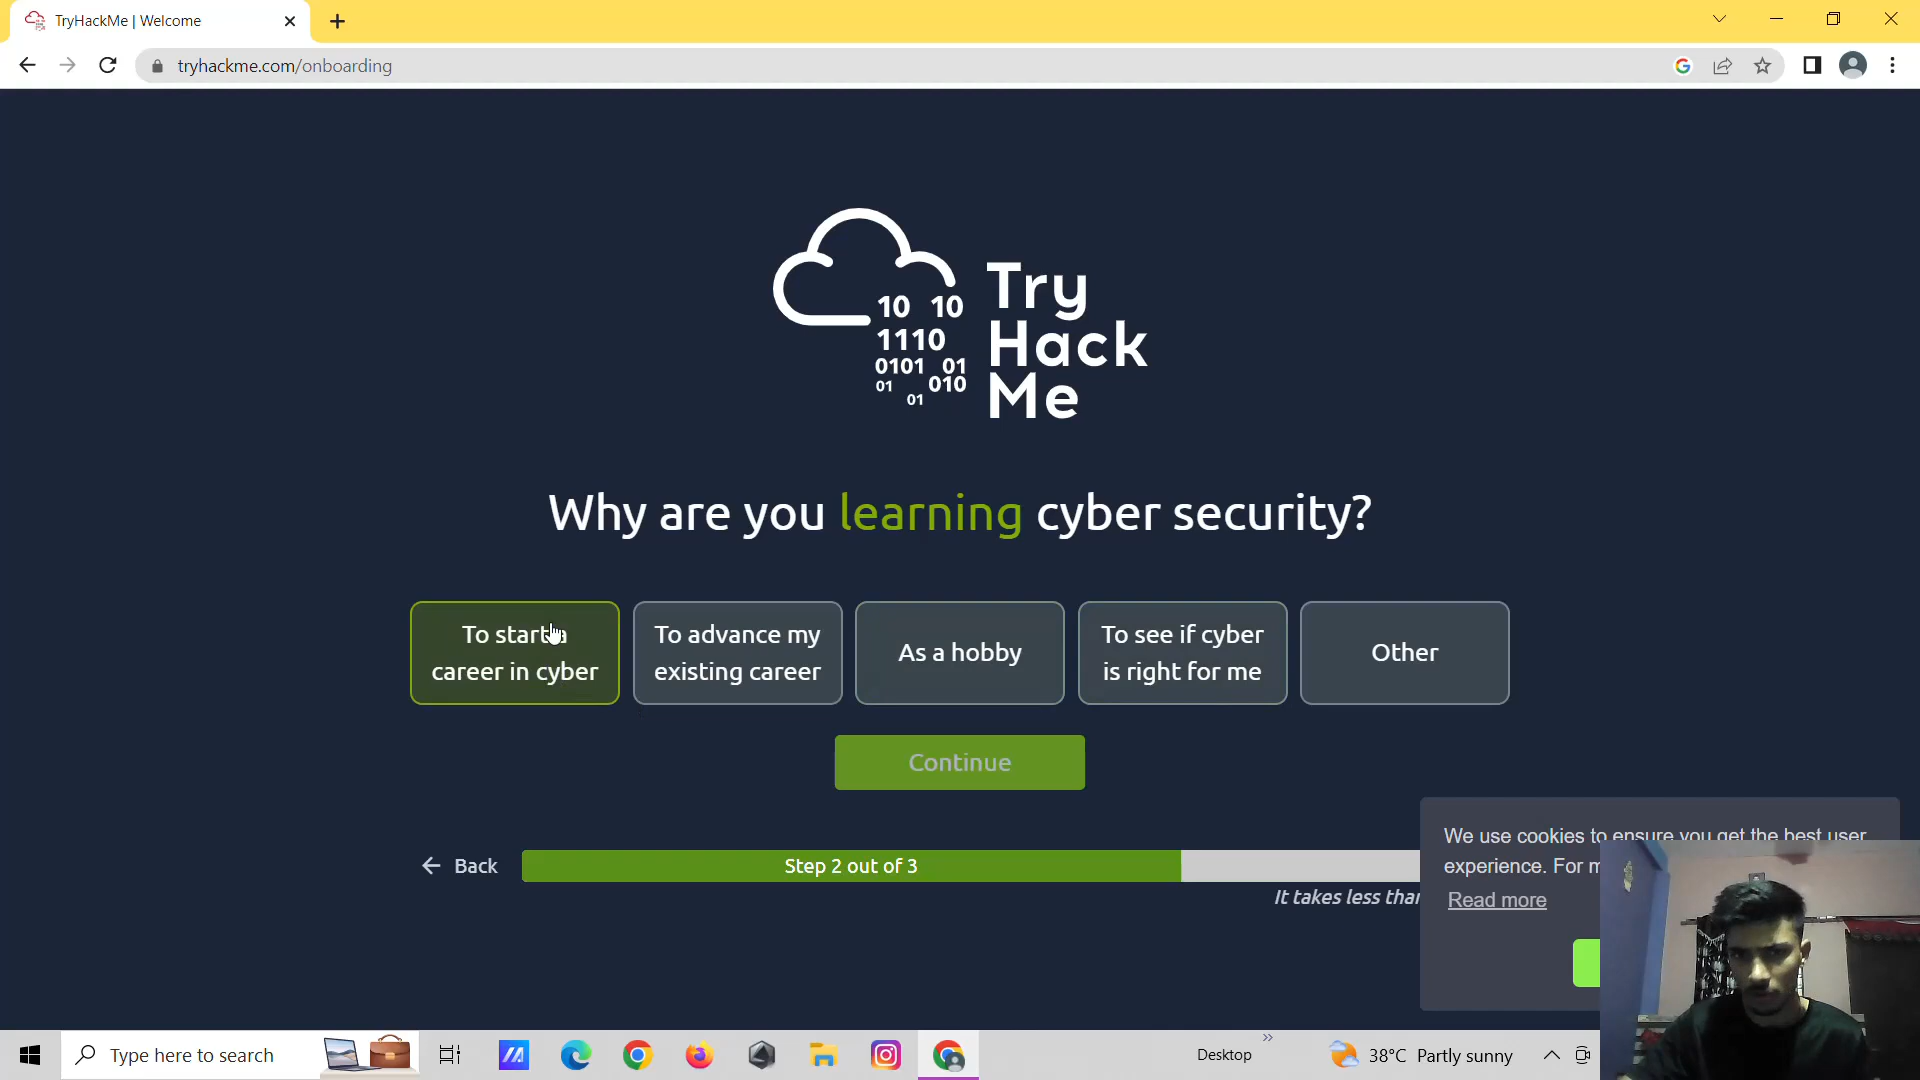 TryHackMe | Welcome
tryhackme.com/onboarding
10 10
1110
0101 01
01 010
01
Try
Hack
Me
Why are you learning cyber security?
To start
career in cyber
To advance my
existing career
As a hobby
To see if cyber
is right for me
Other
Continue
Back
Step 2 out of 3
It takes less than
We use cookies to ensure you get the best user
experience. For
Read more
Type here to search
Desktop
38°C Partly sunny